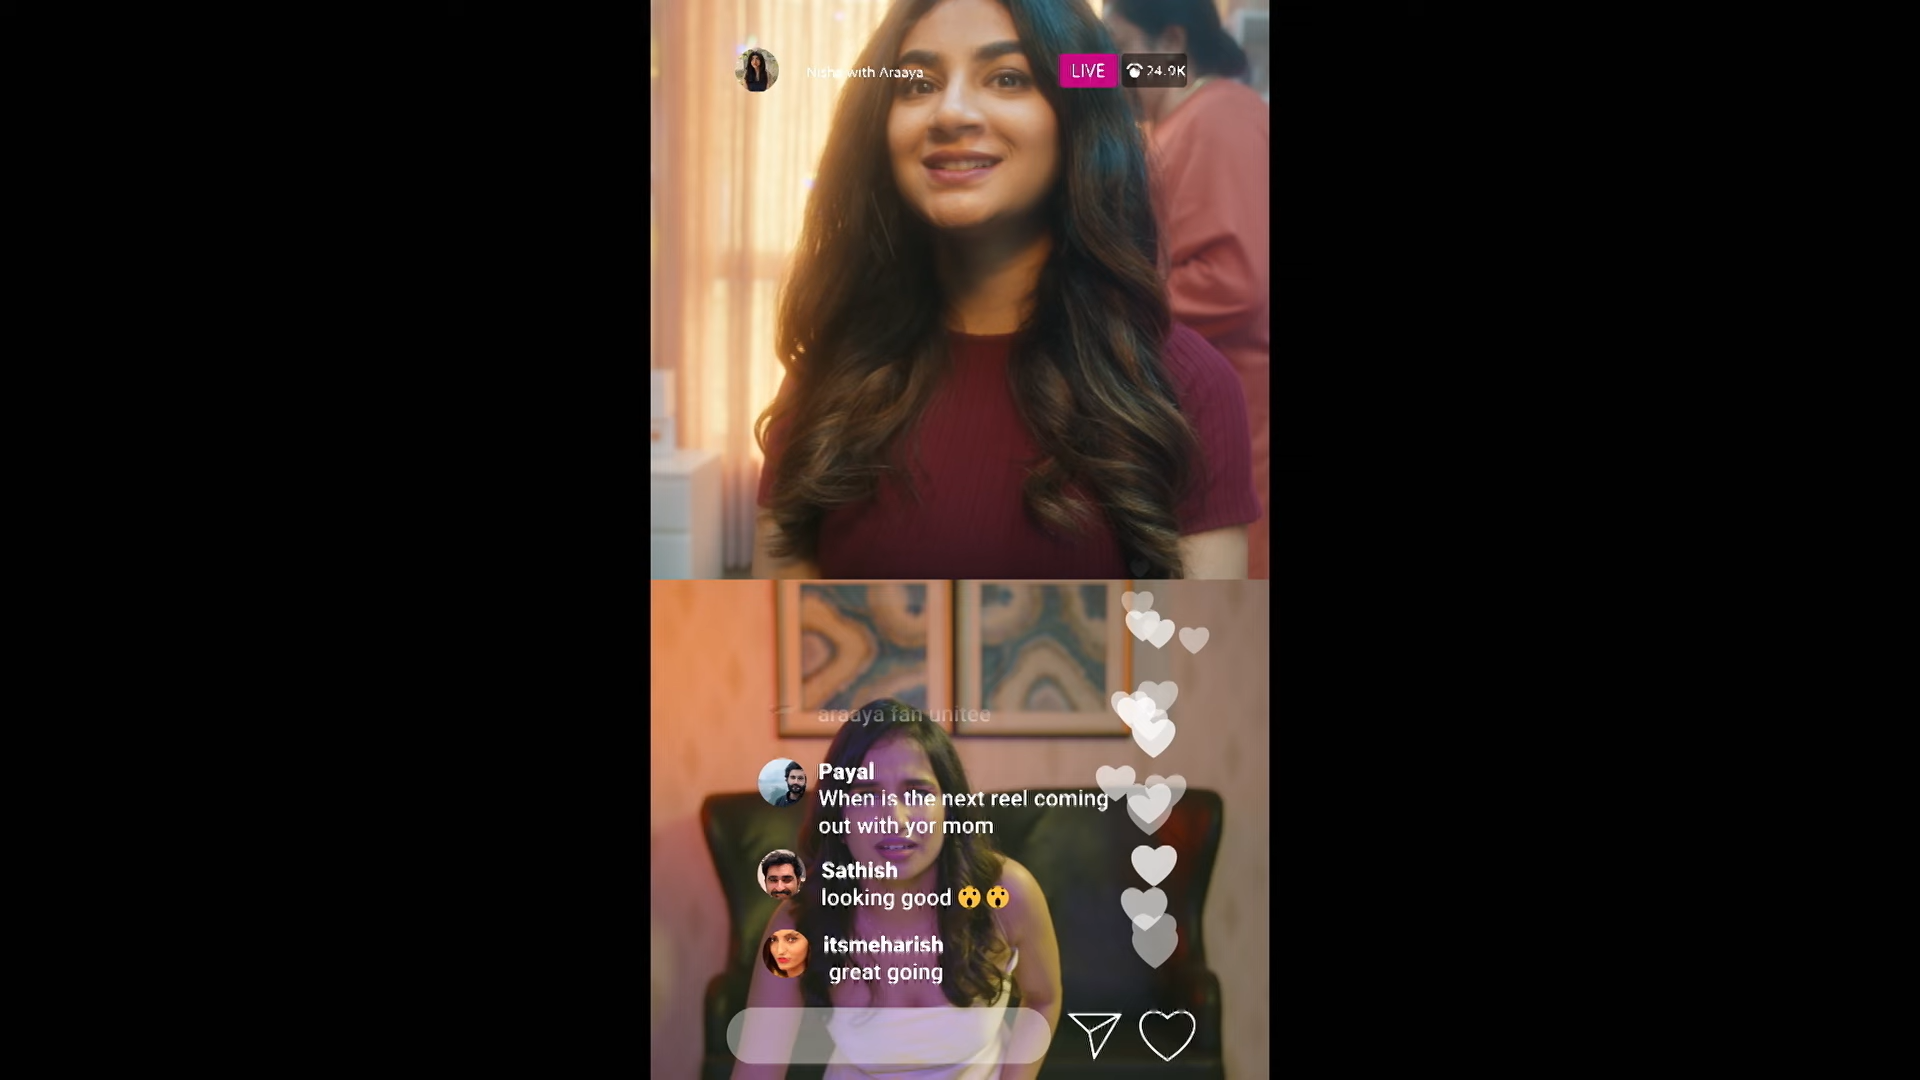 Nisha with Araaya
LIVE
24.9K
araaya fan unitee
Payal
When is the next reel coming
out with yor mom
Sathish
looking good 😲😲
itsmeharish
great going